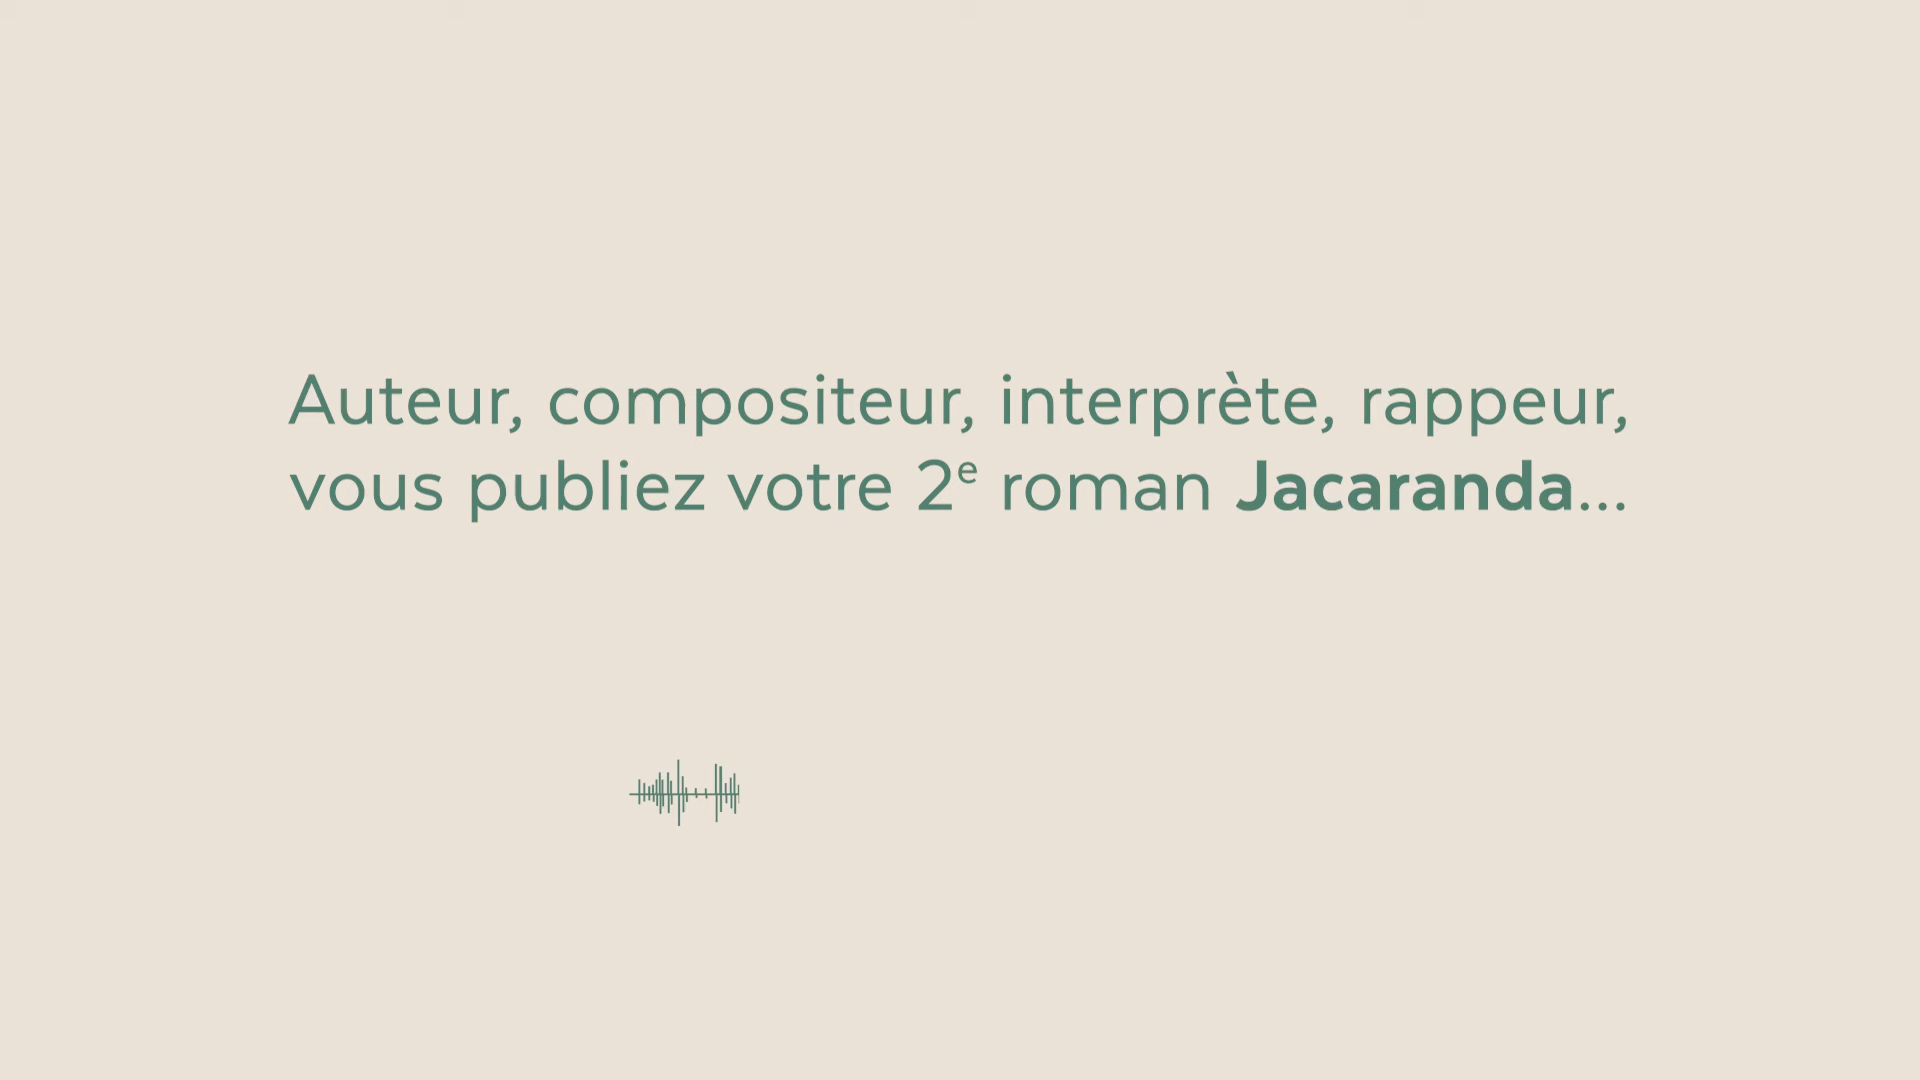 Auteur, compositeur, interprète, rappeur,
vous publiez votre 2e roman Jacaranda...